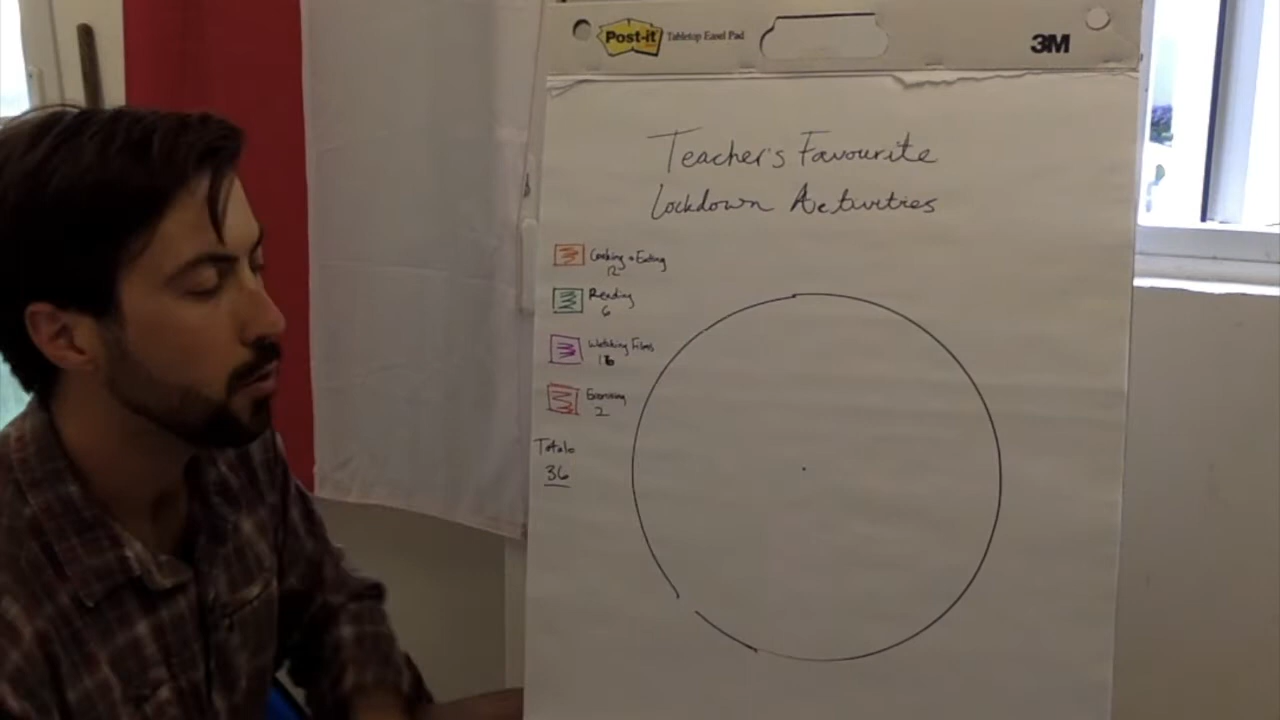 Post-it
Tabletop Easel Pad
3M
Teacher's Favourite
Lockdown Activities
Cooking + Eating
12
Reading
6
Watching Films
16
Exercising
2
Total:
36